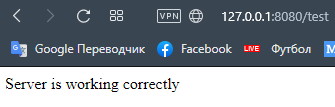 VPN 127.0.0.1:8080/test
Google Переводчик Facebook LIVE Футбол M
Server is working correctly